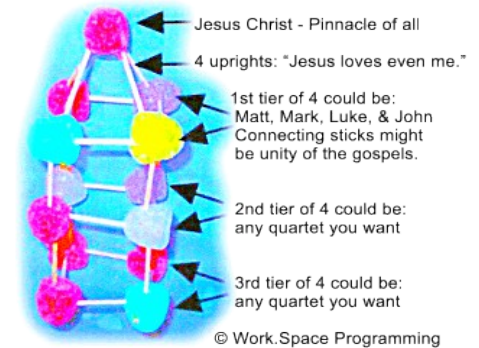 Jesus Christ - Pinnacle of all
4 uprights: “Jesus loves even me.”
1st tier of 4 could be:
Matt, Mark, Luke, & John
Connecting sticks might
be unity of the gospels.
2nd tier of 4 could be:
any quartet you want
3rd tier of 4 could be:
any quartet you want
© Work.Space Programming